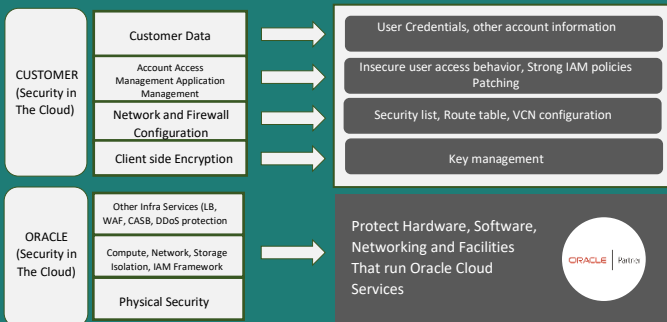 CUSTOMER
(Security in
The Cloud)
Customer Data
User Credentials, other account information
Account Access
Management Application
Management
Insecure user access behavior, Strong IAM policies
Patching
Network and Firewall
Configuration
Security list, Route table, VCN configuration
Client side Encryption
Key management
ORACLE
(Security in
The Cloud)
Other Infra Services (LB,
WAF, CASB, DDoS protection
Compute, Network, Storage
Isolation, IAM Framework
Physical Security
Protect Hardware, Software,
Networking and Facilities
That run Oracle Cloud
Services
ORACLE | Partner